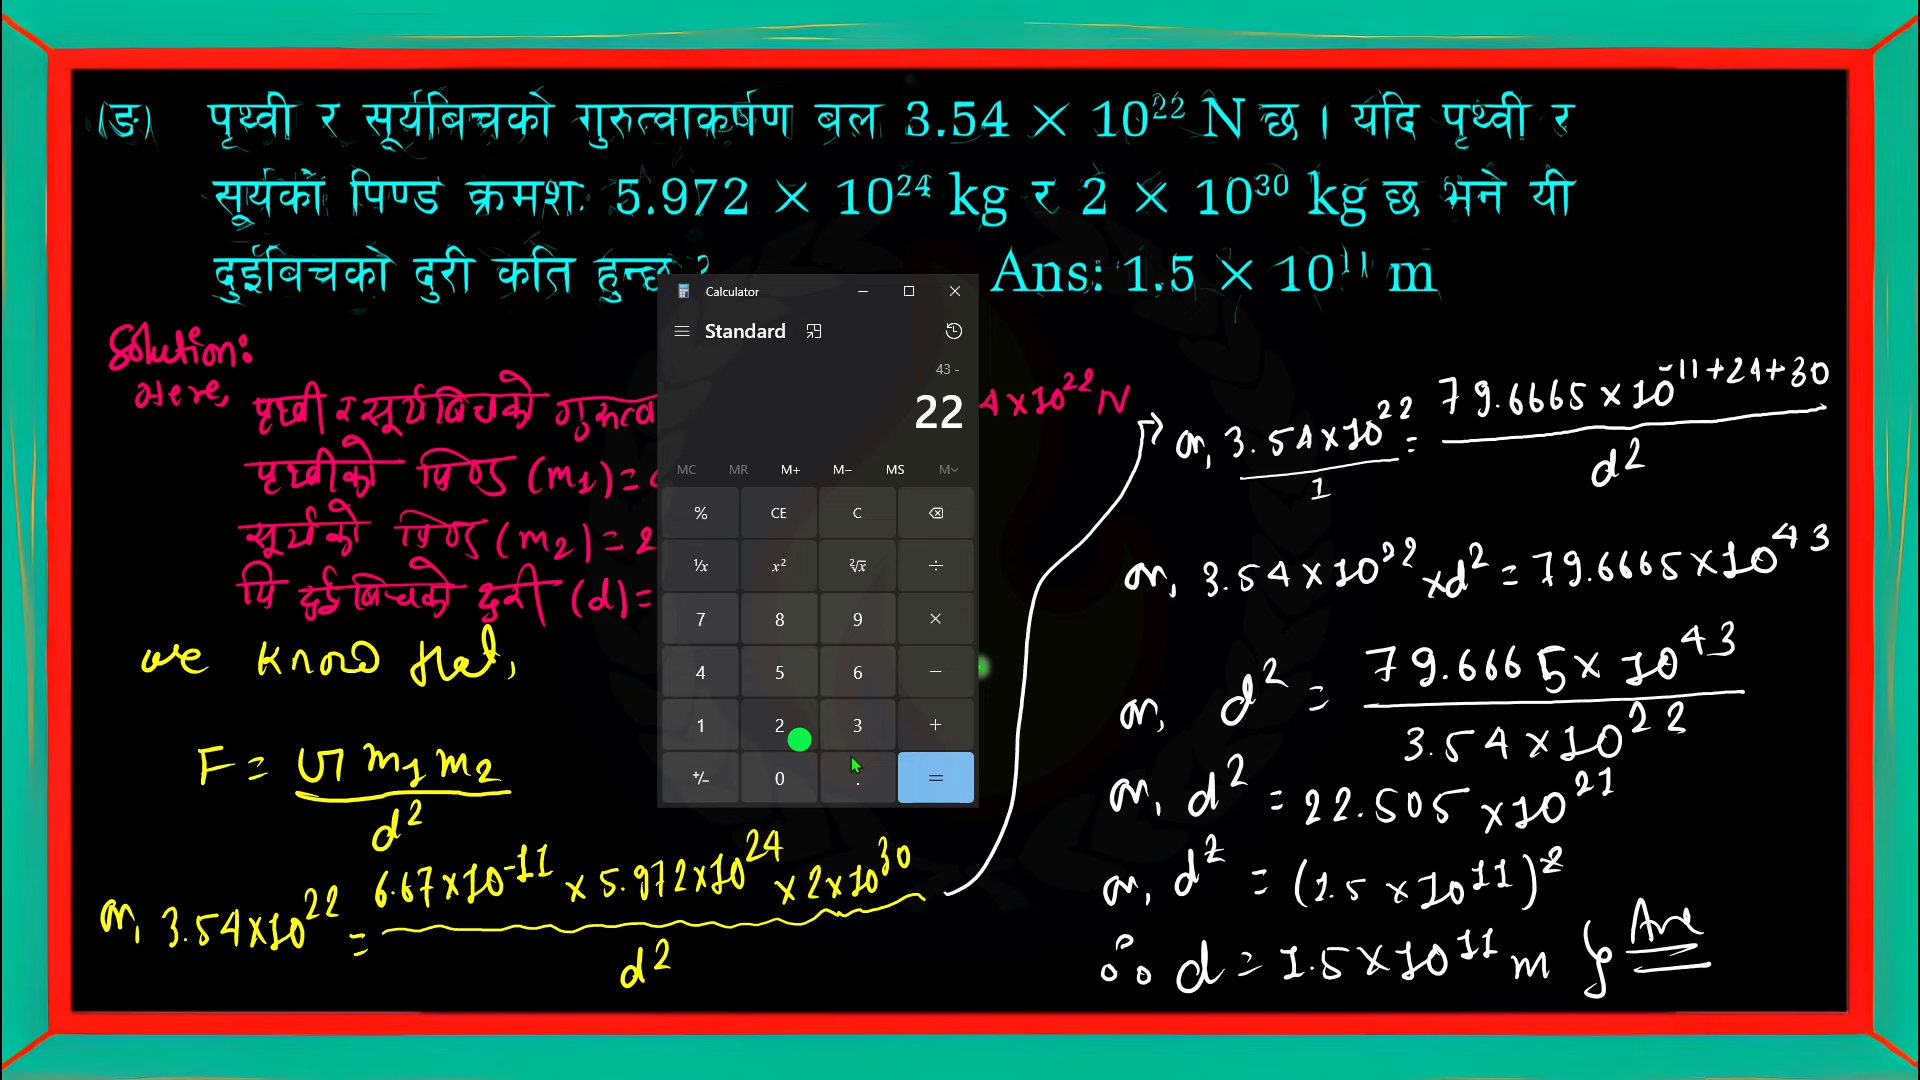 (ङ) पृथ्वी र सूर्यबिचको गुरुत्वाकर्षण बल 3.54 × 10²² N छ । यदि पृथ्वी र
सूर्यको पिण्ड क्रमशः 5.972 × 10²⁴ kg र 2 × 10³⁰ kg छ भने यी
दुईबिचको दुरी कति हुन्छ ? Ans: 1.5 × 10¹¹ m
Solution:
Here,
पृथ्वी र सूर्यबिचको गुरुत्वा
4 × 10²² N
पृथ्वीको पिण्ड (m₁) =
सूर्यको पिण्ड (m₂) = 2
यि दुईबिचको दुरी (d) =
we know that,
F = G m₁ m₂ / d²
or, 3.54 × 10²² = 6.67 × 10⁻¹¹ × 5.972 × 10²⁴ × 2 × 10³⁰ / d²
Calculator
Standard
43 -
22
MC MR M+ M− MS M˅
% CE C ⌫
¹/x x² ²√x ÷
7 8 9 ×
4 5 6 −
1 2 3 +
+/− 0 . =
or, 3.54 × 10²² / 1 = 79.6665 × 10⁻¹¹⁺²⁴⁺³⁰ / d²
or, 3.54 × 10²² × d² = 79.6665 × 10⁴³
or, d² = 79.6665 × 10⁴³ / 3.54 × 10²²
or, d² = 22.505 × 10²¹
or, d² = (1.5 × 10¹¹)²
∴ d = 1.5 × 10¹¹ m Ans